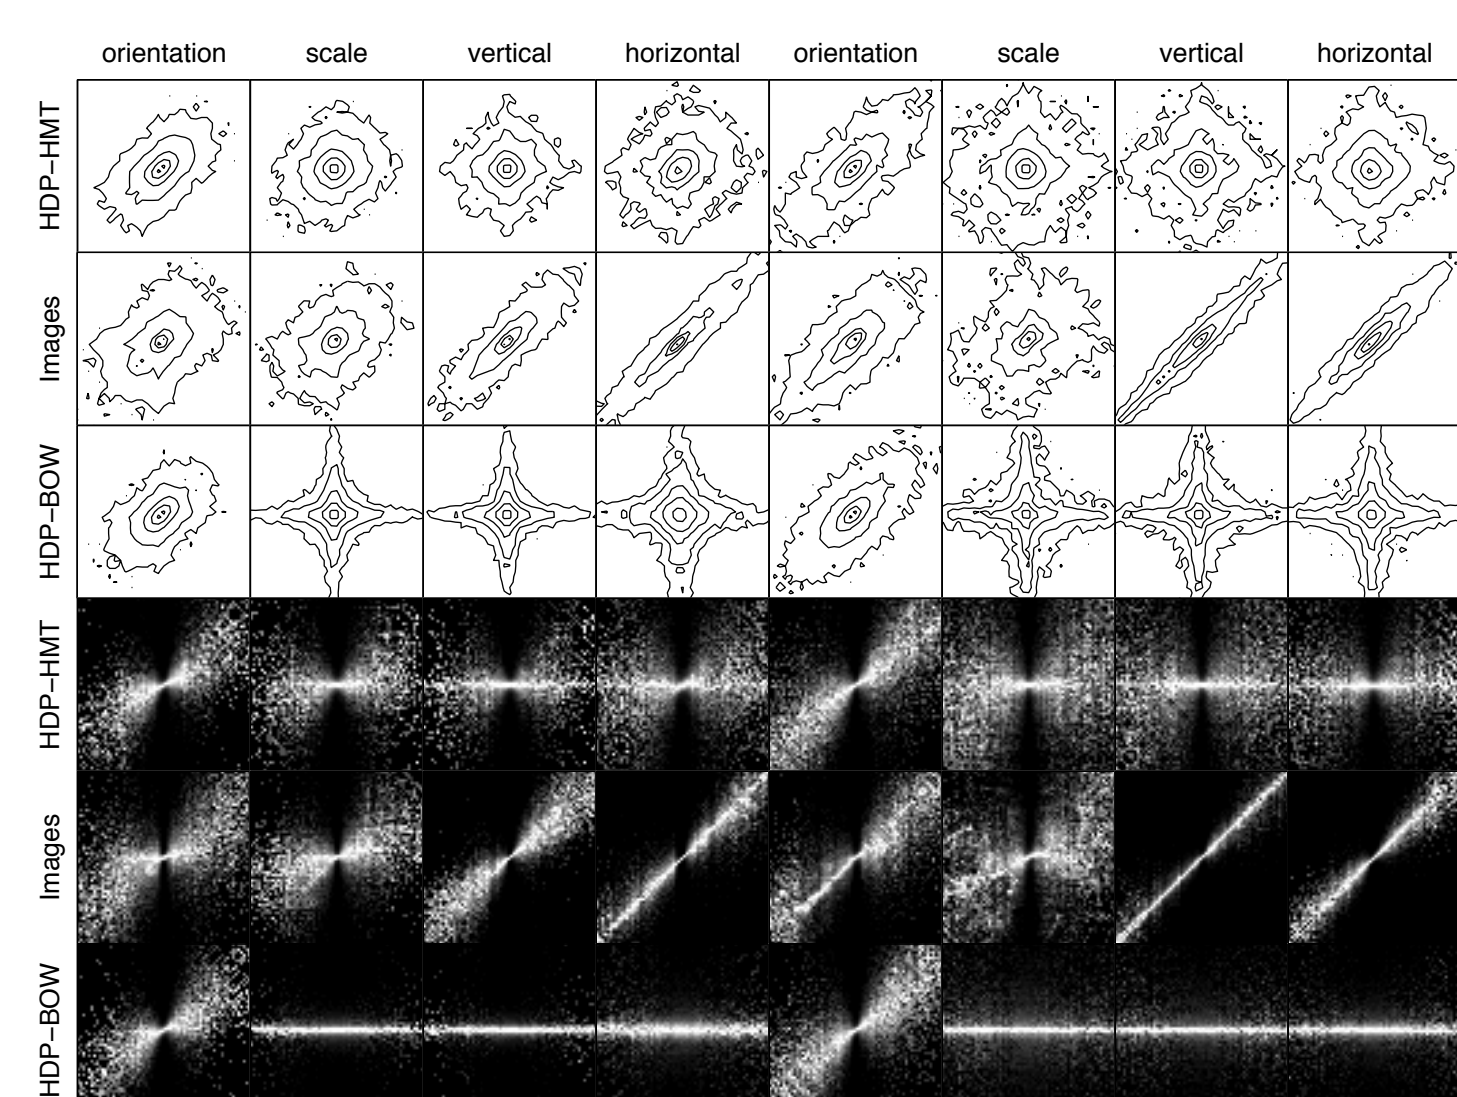 orientation scale vertical horizontal orientation scale vertical horizontal
HDP–HMT
Images
HDP–BOW
HDP–HMT
Images
HDP–BOW